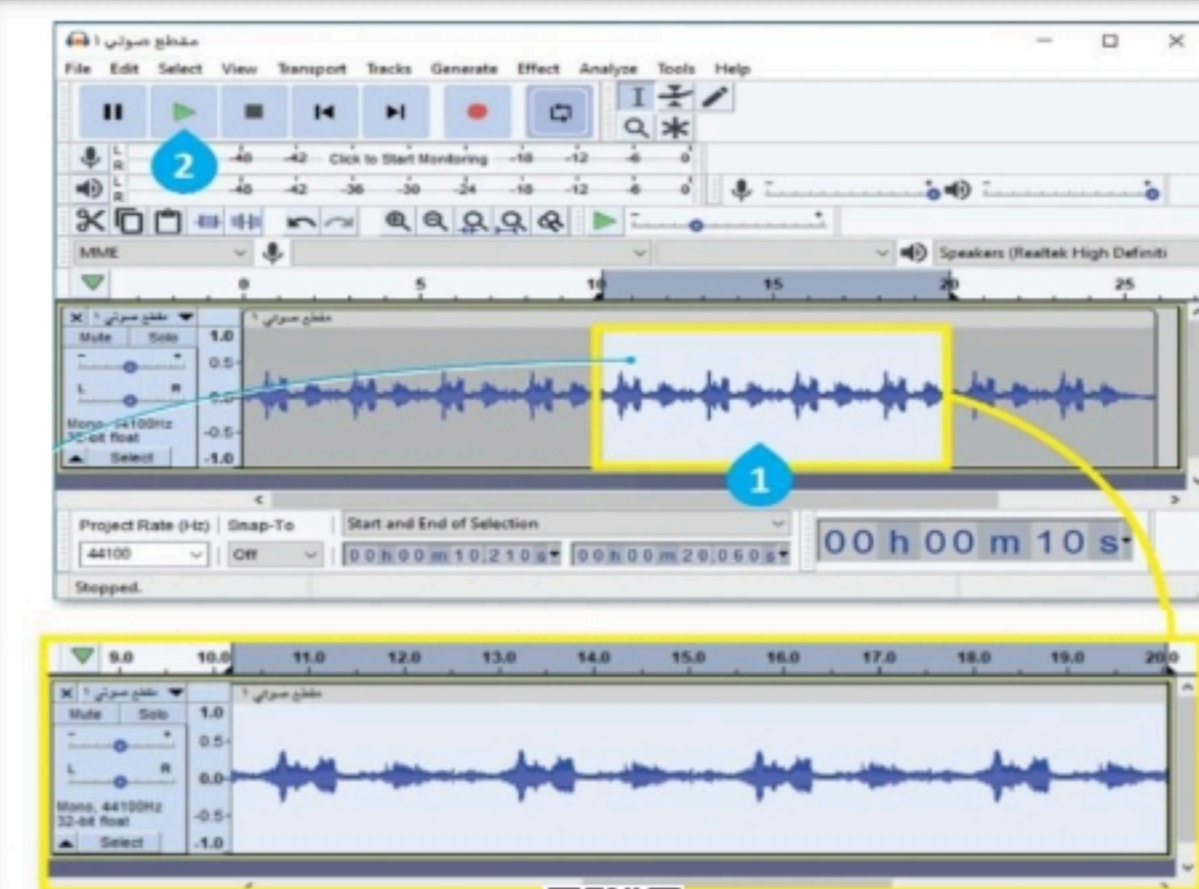 مقطع صوتي ١
File Edit Select View Transport Tracks Generate Effect Analyze Tools Help
2
L
R
-48 -42 Click to Start Monitoring -18 -12 -6 0
L
R
-48 -42 -36 -30 -24 -18 -12 -6 0
MME
Speakers (Realtek High Definiti
0 5 10 15 20 25
مقطع صوتي ١
مقطع صوتي ١
Mute Solo
1.0
0.5
0.0
-0.5
-1.0
L R
Mono, 44100Hz
32-bit float
Select
1
Project Rate (Hz) Snap-To Start and End of Selection
44100 Off 00h00m10.210s 00h00m20.060s
00 h 00 m 10 s
Stopped.
9.0 10.0 11.0 12.0 13.0 14.0 15.0 16.0 17.0 18.0 19.0 20.0
مقطع صوتي ١
مقطع صوتي ١
Mute Solo
1.0
0.5
0.0
-0.5
-1.0
L R
Mono, 44100Hz
32-bit float
Select